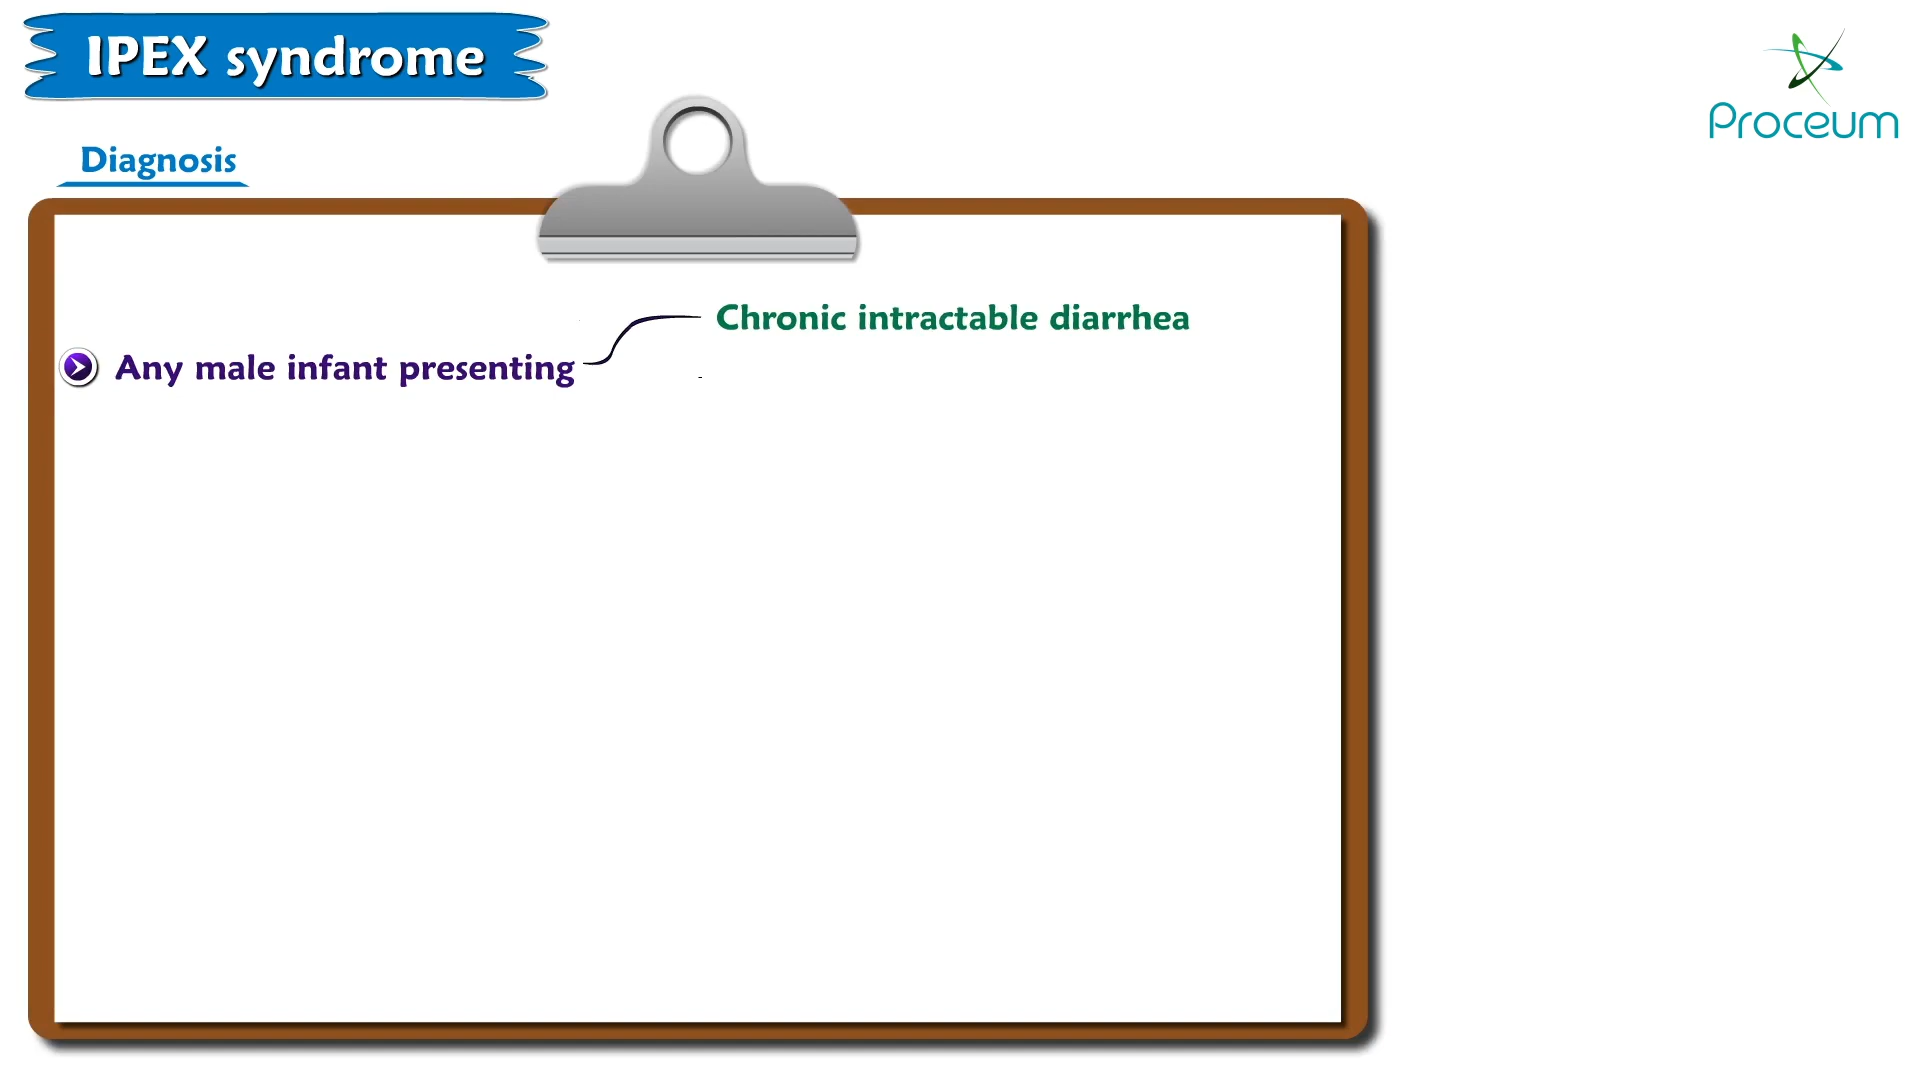 IPEX syndrome
Proceum
Diagnosis
Chronic intractable diarrhea
Any male infant presenting